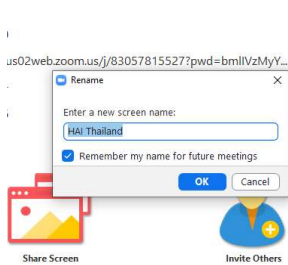 us02web.zoom.us/j/83057815527?pwd=bmllVzMyY...
Rename
Enter a new screen name:
HAI Thailand
Remember my name for future meetings
OK Cancel
Share Screen Invite Others